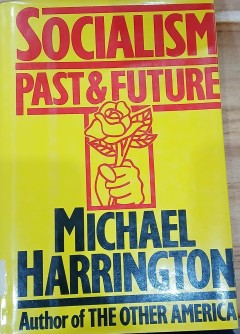 SOCIALISM
PAST & FUTURE
MICHAEL
HARRINGTON
Author of THE OTHER AMERICA